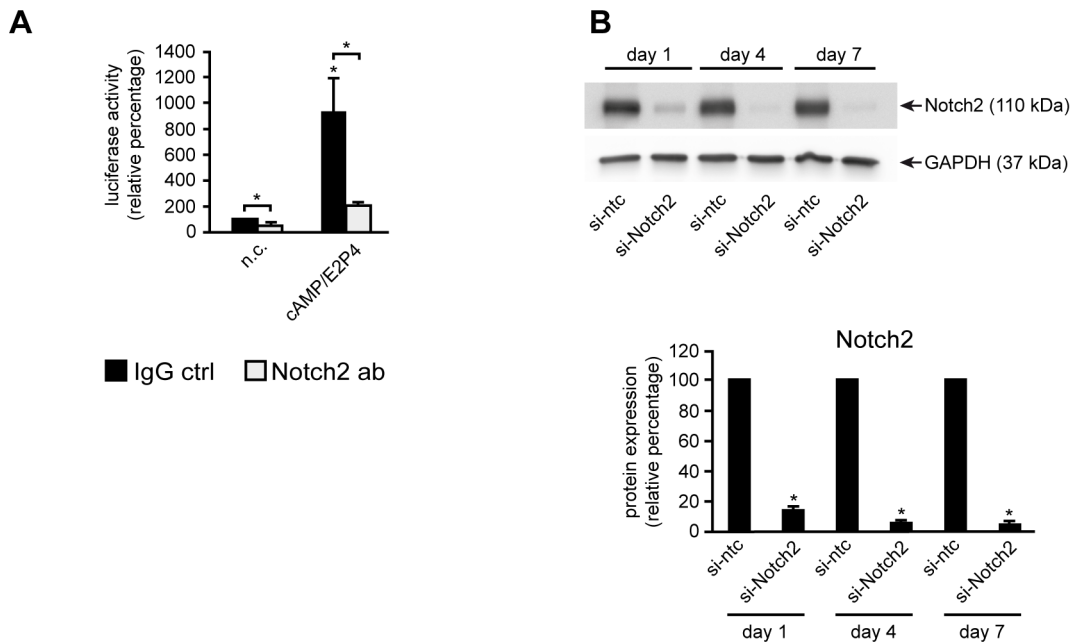 A
luciferase activity
(relative percentage)
1400
1200
1000
800
600
400
200
0
*
*
*
n.c.
cAMP/E2P4
IgG ctrl
Notch2 ab
B
day 1
day 4
day 7
Notch2 (110 kDa)
GAPDH (37 kDa)
si-ntc
si-Notch2
si-ntc
si-Notch2
si-ntc
si-Notch2
Notch2
protein expression
(relative percentage)
120
100
80
60
40
20
0
*
*
*
si-ntc
si-Notch2
si-ntc
si-Notch2
si-ntc
si-Notch2
day 1
day 4
day 7